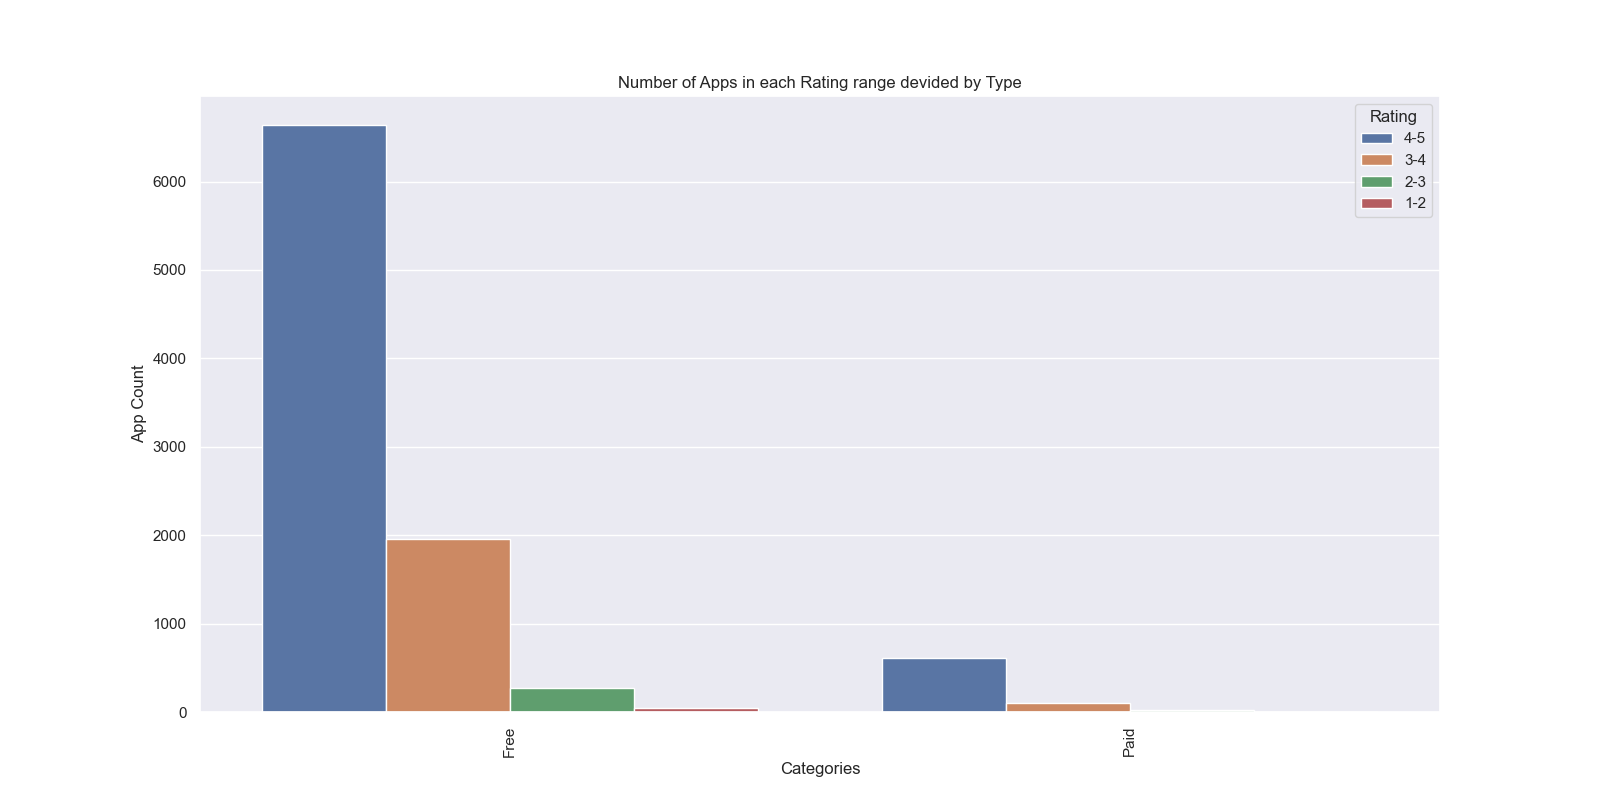 Number of Apps in each Rating range devided by Type
Rating
4-5
3-4
2-3
1-2
6000
5000
4000
3000
2000
1000
0
App Count
Free
Paid
Categories